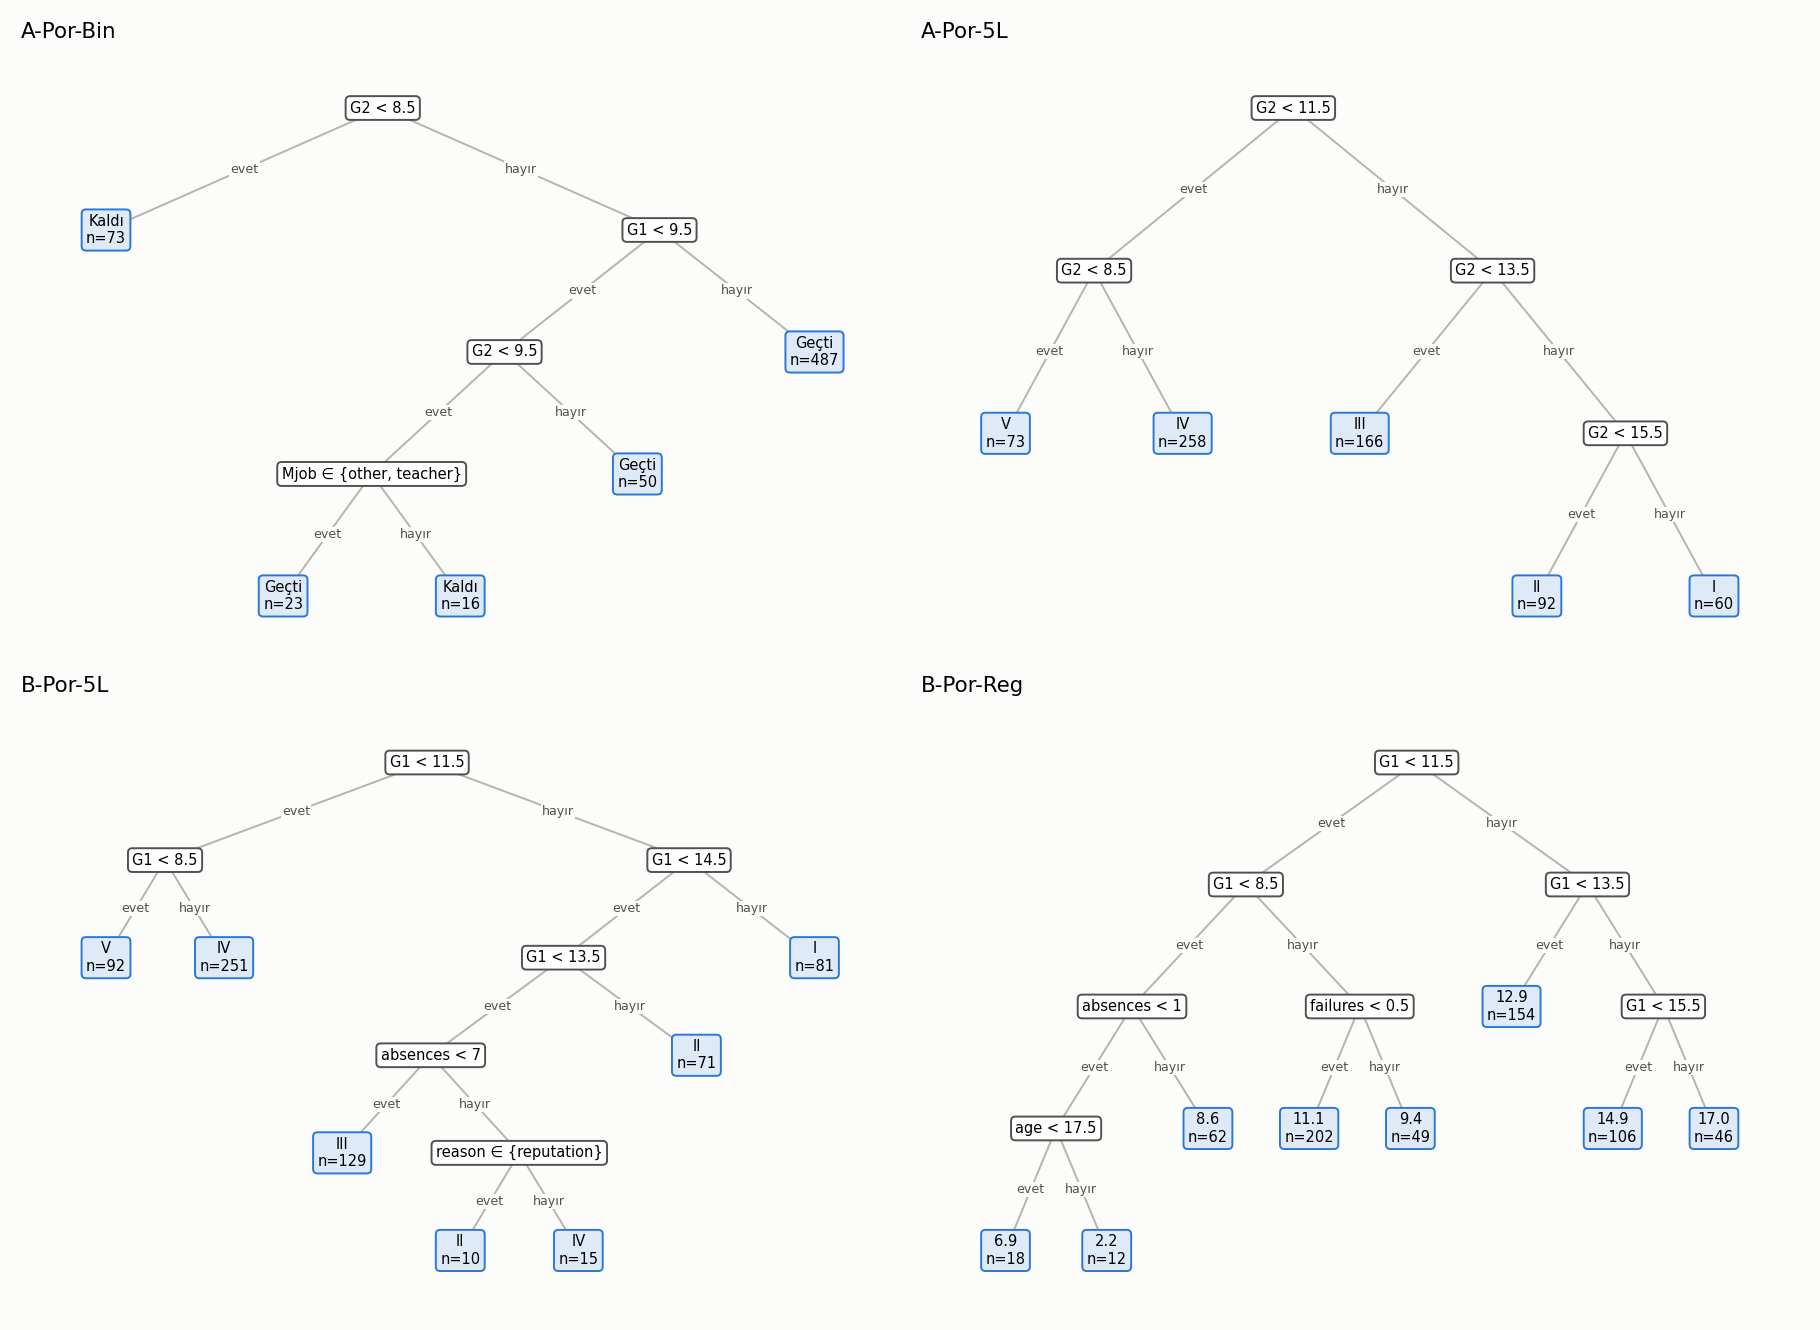 A-Por-Bin
G2 < 8.5
evet
hayır
Kaldı
n=73
G1 < 9.5
evet
hayır
G2 < 9.5
Geçti
n=487
evet
hayır
Mjob ∈ {other, teacher}
Geçti
n=50
evet
hayır
Geçti
n=23
Kaldı
n=16
A-Por-5L
G2 < 11.5
evet
hayır
G2 < 8.5
G2 < 13.5
evet
hayır
evet
hayır
V
n=73
IV
n=258
III
n=166
G2 < 15.5
evet
hayır
II
n=92
I
n=60
B-Por-5L
G1 < 11.5
evet
hayır
G1 < 8.5
G1 < 14.5
evet
hayır
evet
hayır
V
n=92
IV
n=251
G1 < 13.5
I
n=81
evet
hayır
absences < 7
II
n=71
evet
hayır
III
n=129
reason ∈ {reputation}
evet
hayır
II
n=10
IV
n=15
B-Por-Reg
G1 < 11.5
evet
hayır
G1 < 8.5
G1 < 13.5
evet
hayır
evet
hayır
absences < 1
failures < 0.5
12.9
n=154
G1 < 15.5
evet
hayır
evet
hayır
evet
hayır
age < 17.5
8.6
n=62
11.1
n=202
9.4
n=49
14.9
n=106
17.0
n=46
evet
hayır
6.9
n=18
2.2
n=12